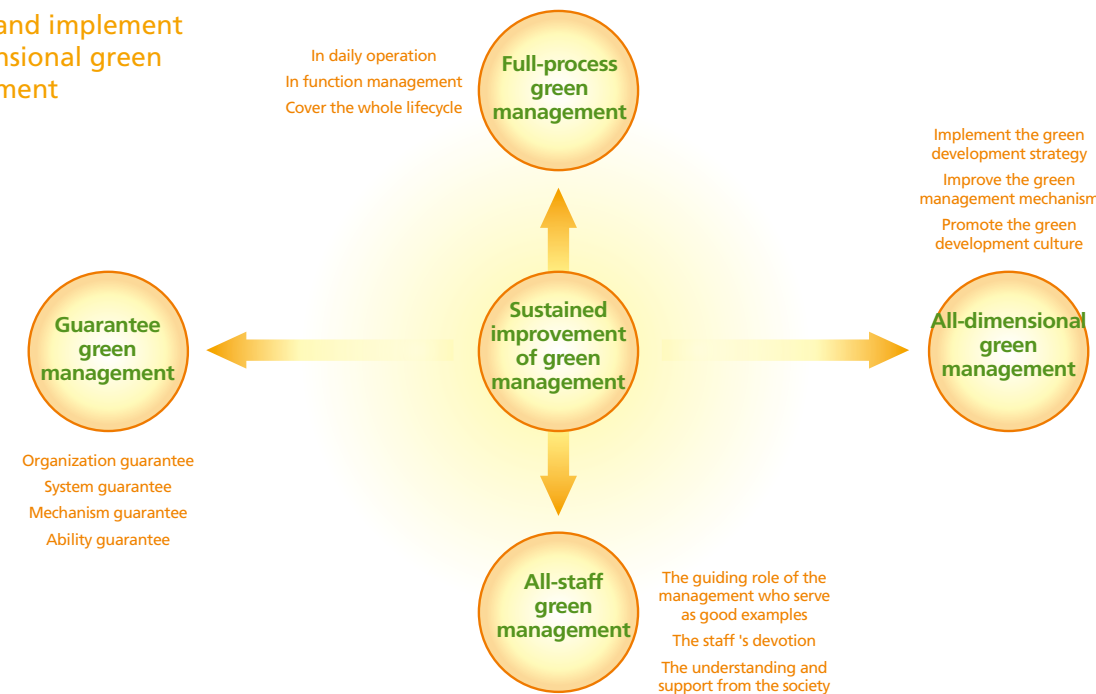 and implement
nsional green
ment
In daily operation
In function management
Cover the whole lifecycle
Full-process
green
management
Implement the green
development strategy
Improve the green
management mechanism
Promote the green
development culture
Guarantee
green
management
Sustained
improvement
of green
management
All-dimensional
green
management
Organization guarantee
System guarantee
Mechanism guarantee
Ability guarantee
All-staff
green
management
The guiding role of the
management who serve
as good examples
The staff 's devotion
The understanding and
support from the society